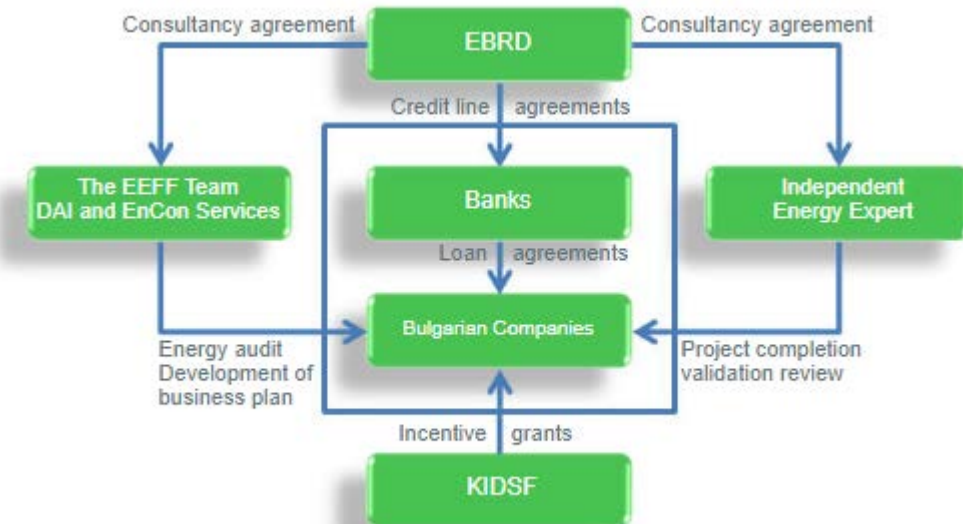 Consultancy agreement
EBRD
Consultancy agreement
Credit line agreements
The EEFF Team
DAI and EnCon Services
Banks
Independent
Energy Expert
Loan agreements
Bulgarian Companies
Energy audit
Development of
business plan
Project completion
validation review
Incentive grants
KIDSF